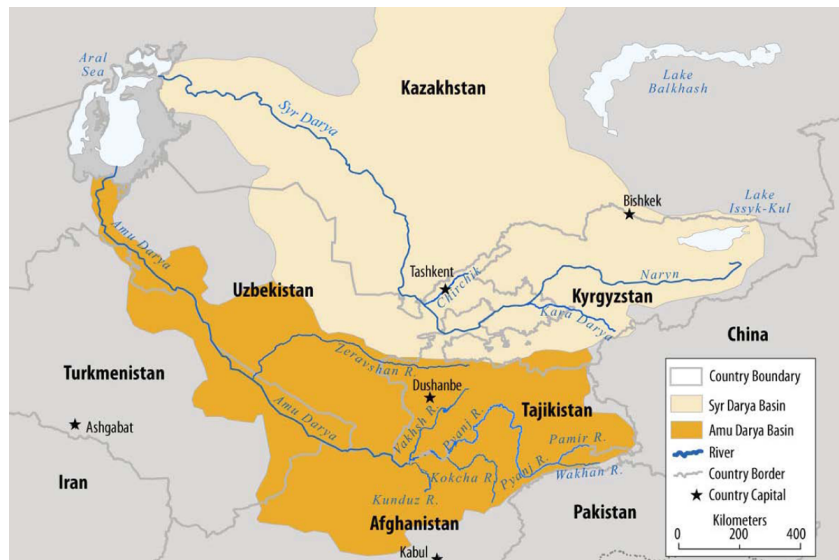 Aral
Sea
Kazakhstan
Lake
Balkhash
Syr Darya
Bishkek
Lake
Issyk-Kul
Amu Darya
Tashkent
Chirchik
Naryn
Uzbekistan
Kyrgyzstan
Kara Darya
China
Zeravshan R.
Turkmenistan
Dushanbe
Tajikistan
Ashgabat
Amu Darya
Vakhsh R.
Pyanj R.
Pamir R.
Iran
Kokcha R.
Pyanj R.
Wakhan R.
Kunduz R.
Pakistan
Afghanistan
Kabul
Country Boundary
Syr Darya Basin
Amu Darya Basin
River
Country Border
Country Capital
Kilometers
0 200 400